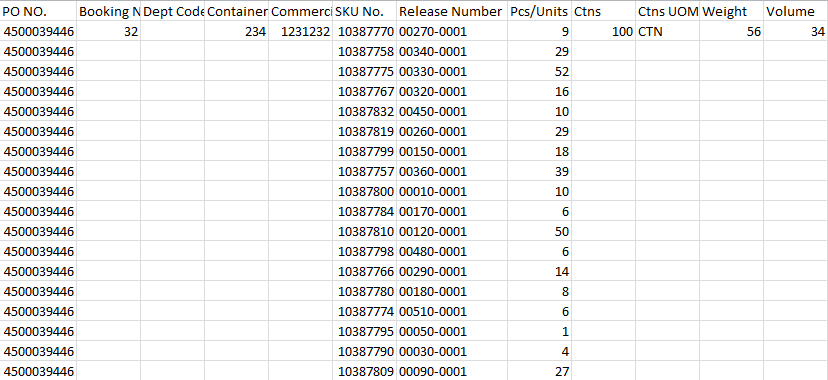 PO NO. Booking N Dept Code Container Commerci SKU No. Release Number Pcs/Units Ctns Ctns UOM Weight Volume
4500039446 32 234 1231232 10387770 00270-0001 9 100 CTN 56 34
4500039446 10387758 00340-0001 29
4500039446 10387775 00330-0001 52
4500039446 10387767 00320-0001 16
4500039446 10387832 00450-0001 10
4500039446 10387819 00260-0001 29
4500039446 10387799 00150-0001 18
4500039446 10387757 00360-0001 39
4500039446 10387800 00010-0001 10
4500039446 10387784 00170-0001 6
4500039446 10387810 00120-0001 50
4500039446 10387798 00480-0001 6
4500039446 10387766 00290-0001 14
4500039446 10387780 00180-0001 8
4500039446 10387774 00510-0001 6
4500039446 10387795 00050-0001 1
4500039446 10387790 00030-0001 4
4500039446 10387809 00090-0001 27